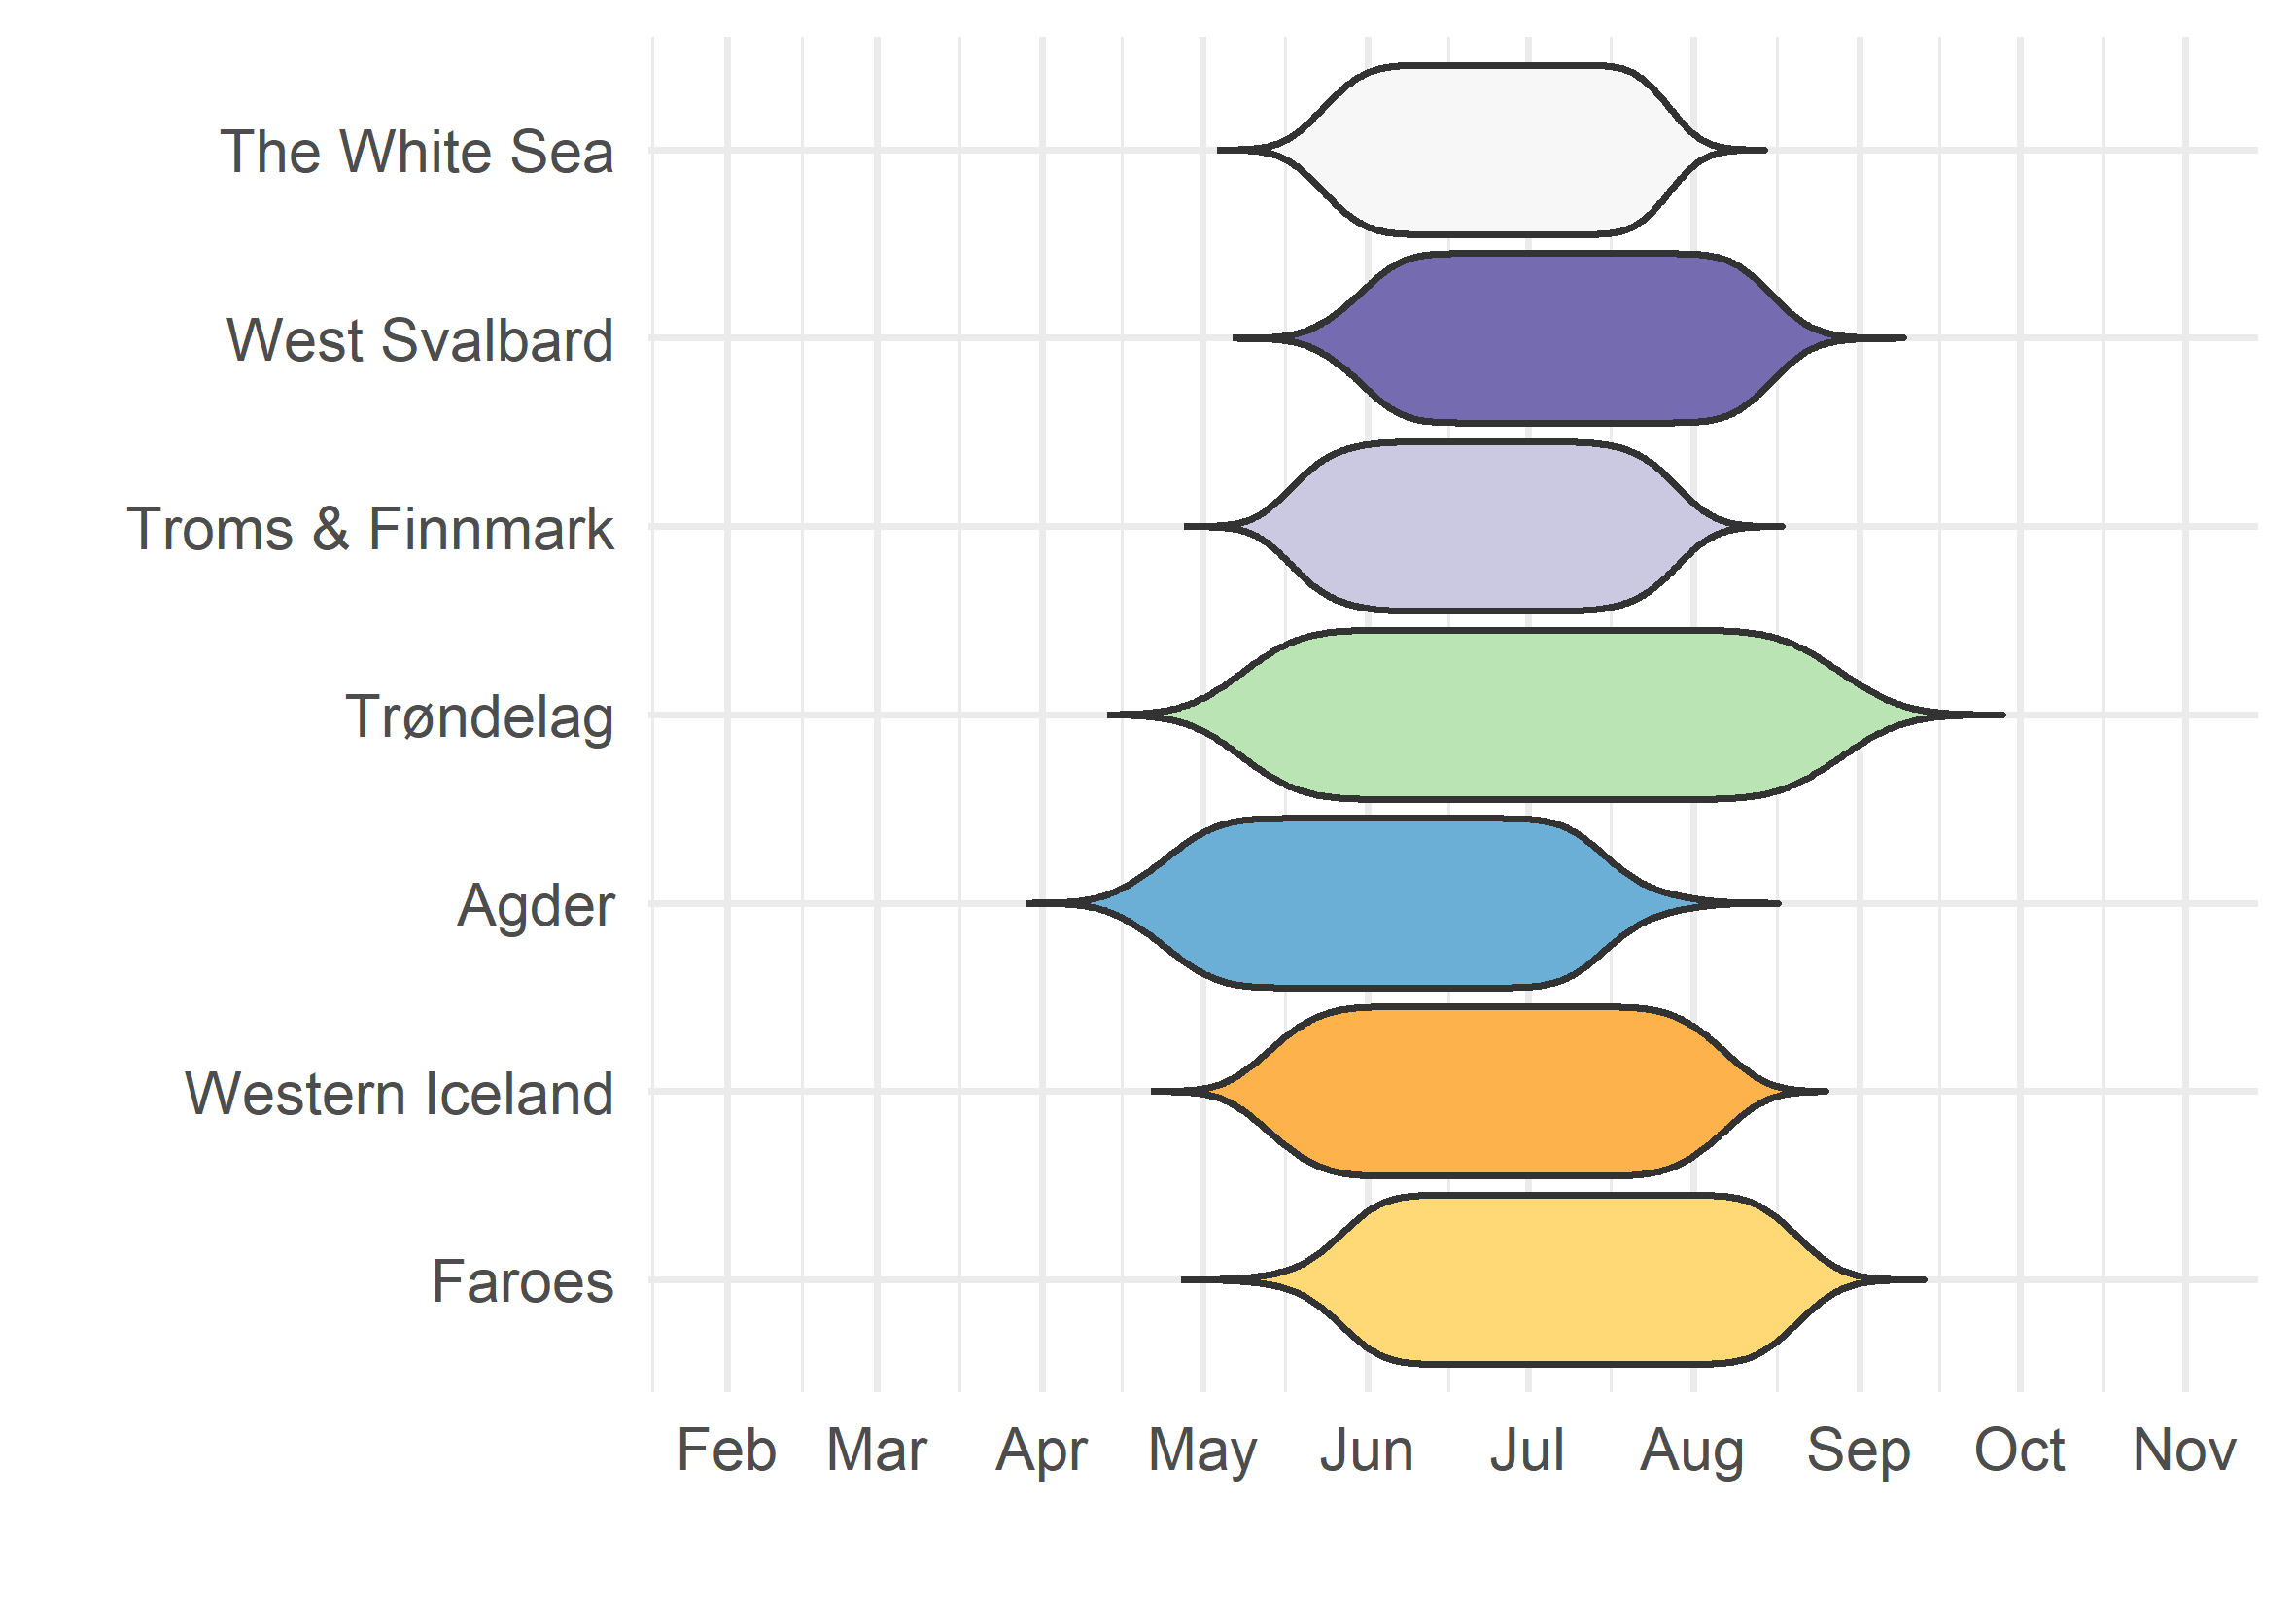 The White Sea
West Svalbard
Troms & Finnmark
Trøndelag
Agder
Western Iceland
Faroes
Feb Mar Apr May Jun Jul Aug Sep Oct Nov